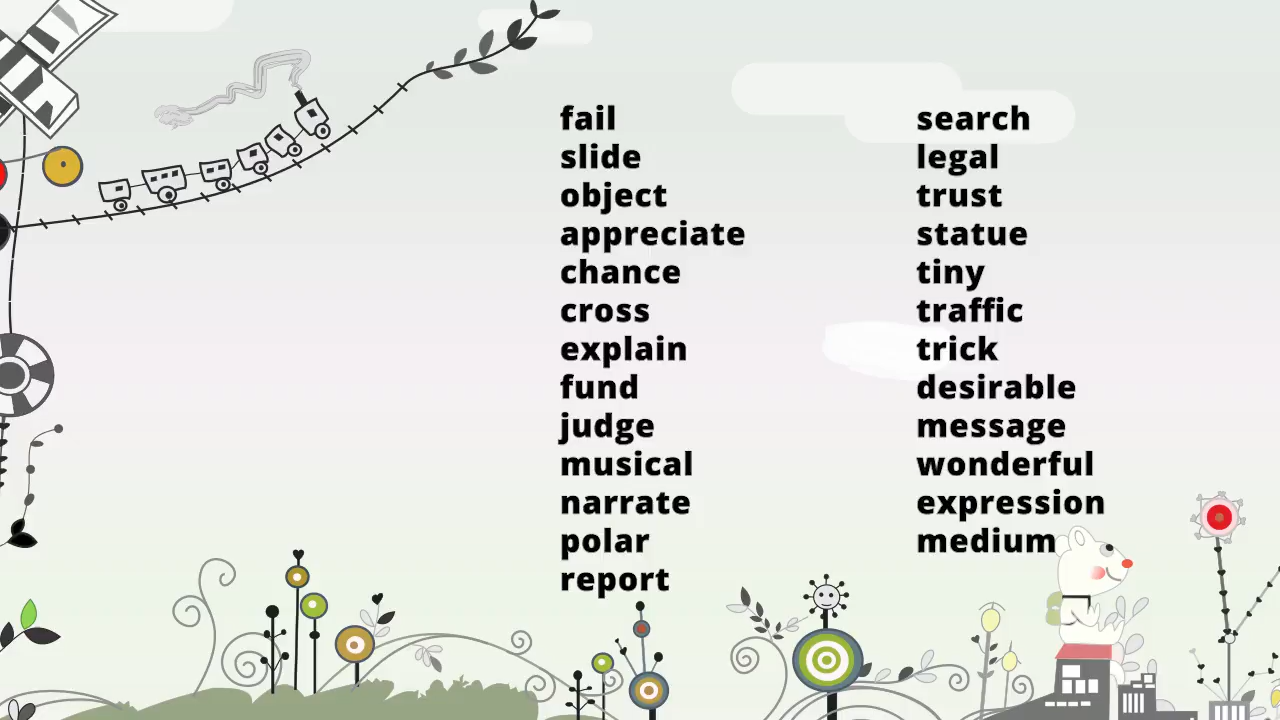 fail
slide
object
appreciate
chance
cross
explain
fund
judge
musical
narrate
polar
report
search
legal
trust
statue
tiny
traffic
trick
desirable
message
wonderful
expression
medium